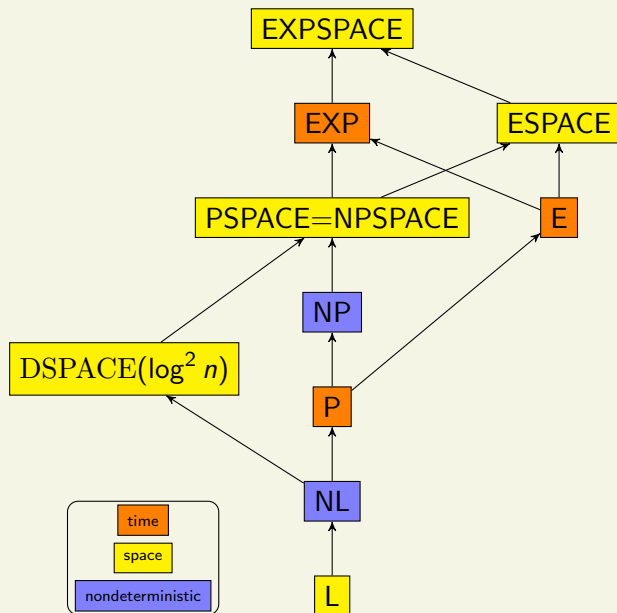 EXPSPACE
EXP
ESPACE
PSPACE=NPSPACE
E
NP
DSPACE(log² n)
P
NL
time
space
nondeterministic
L